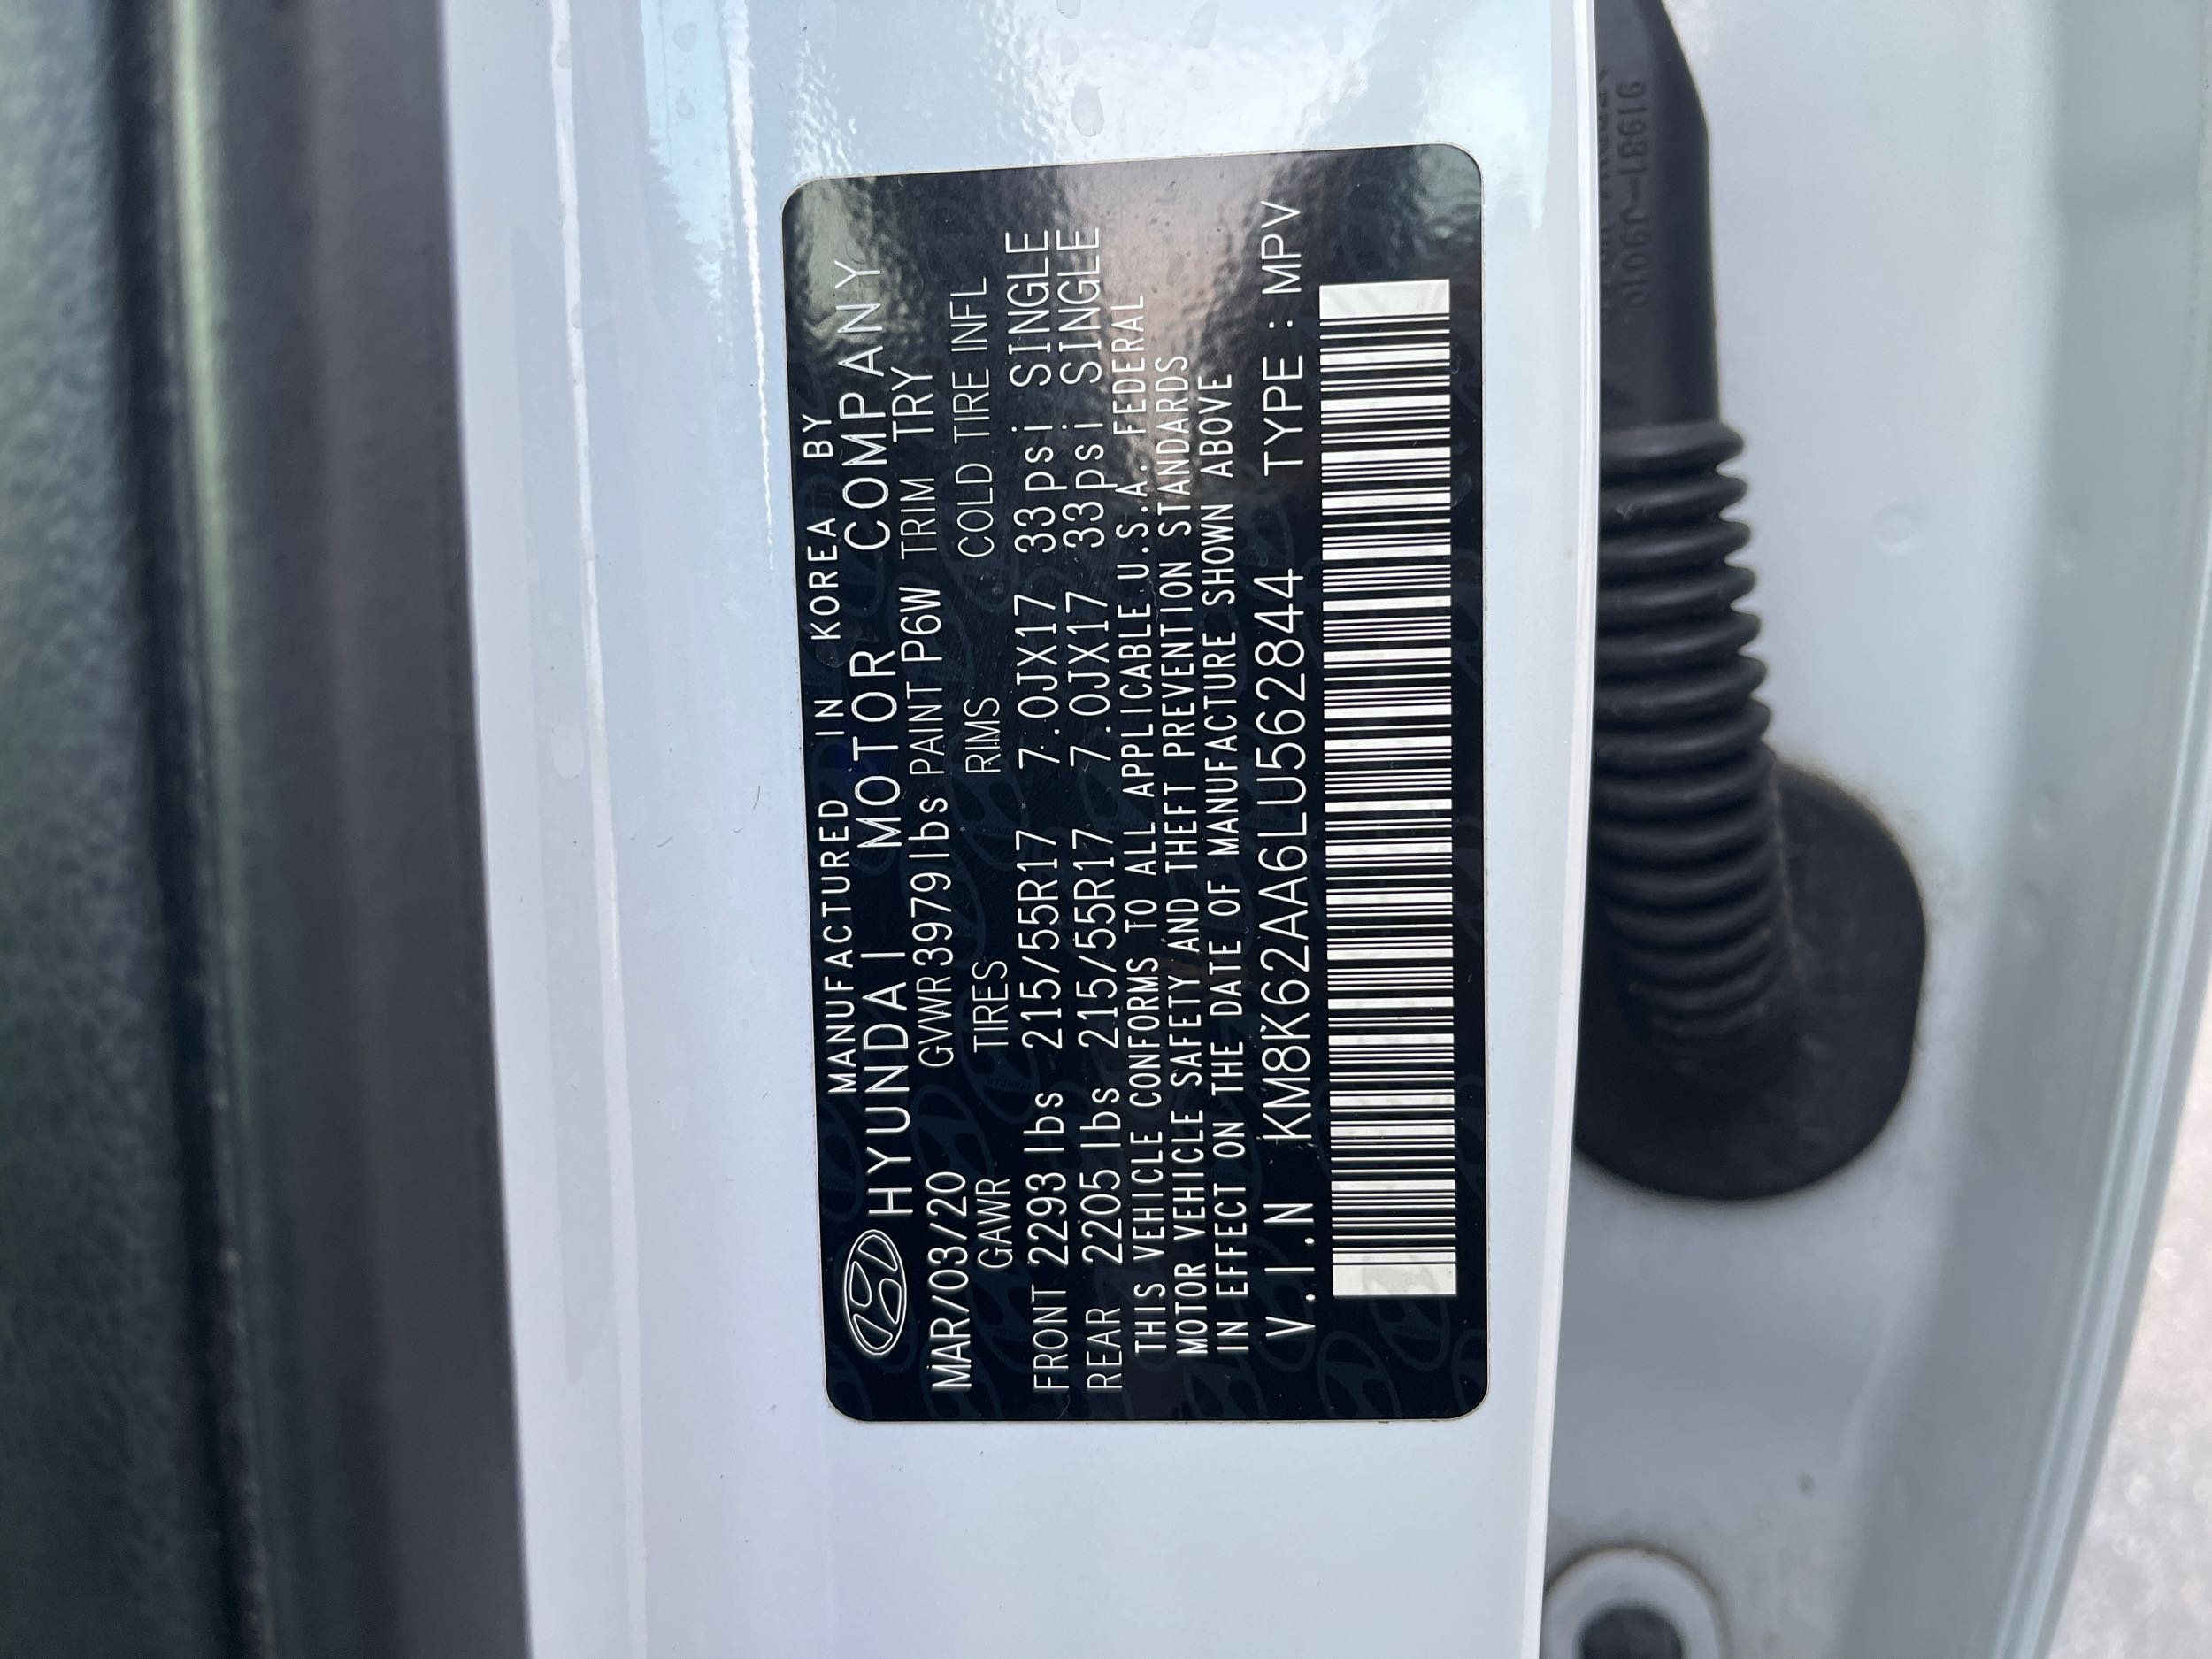 MANUFACTURED IN KOREA BY
HYUNDAI MOTOR COMPANY
MAR/03/20 GVWR3979lbs PAINT P6W TRIM TRY
GAWR TIRES RIMS COLD TIRE INFL
FRONT 2293 lbs 215/55R17 7.0JX17 33psi SINGLE
REAR 2205 lbs 215/55R17 7.0JX17 33psi SINGLE
THIS VEHICLE CONFORMS TO ALL APPLICABLE U.S.A. FEDERAL
MOTOR VEHICLE SAFETY AND THEFT PREVENTION STANDARDS
IN EFFECT ON THE DATE OF MANUFACTURE SHOWN ABOVE
V.I.N KM8K62AA6LU562844 TYPE : MPV
91981-J9010